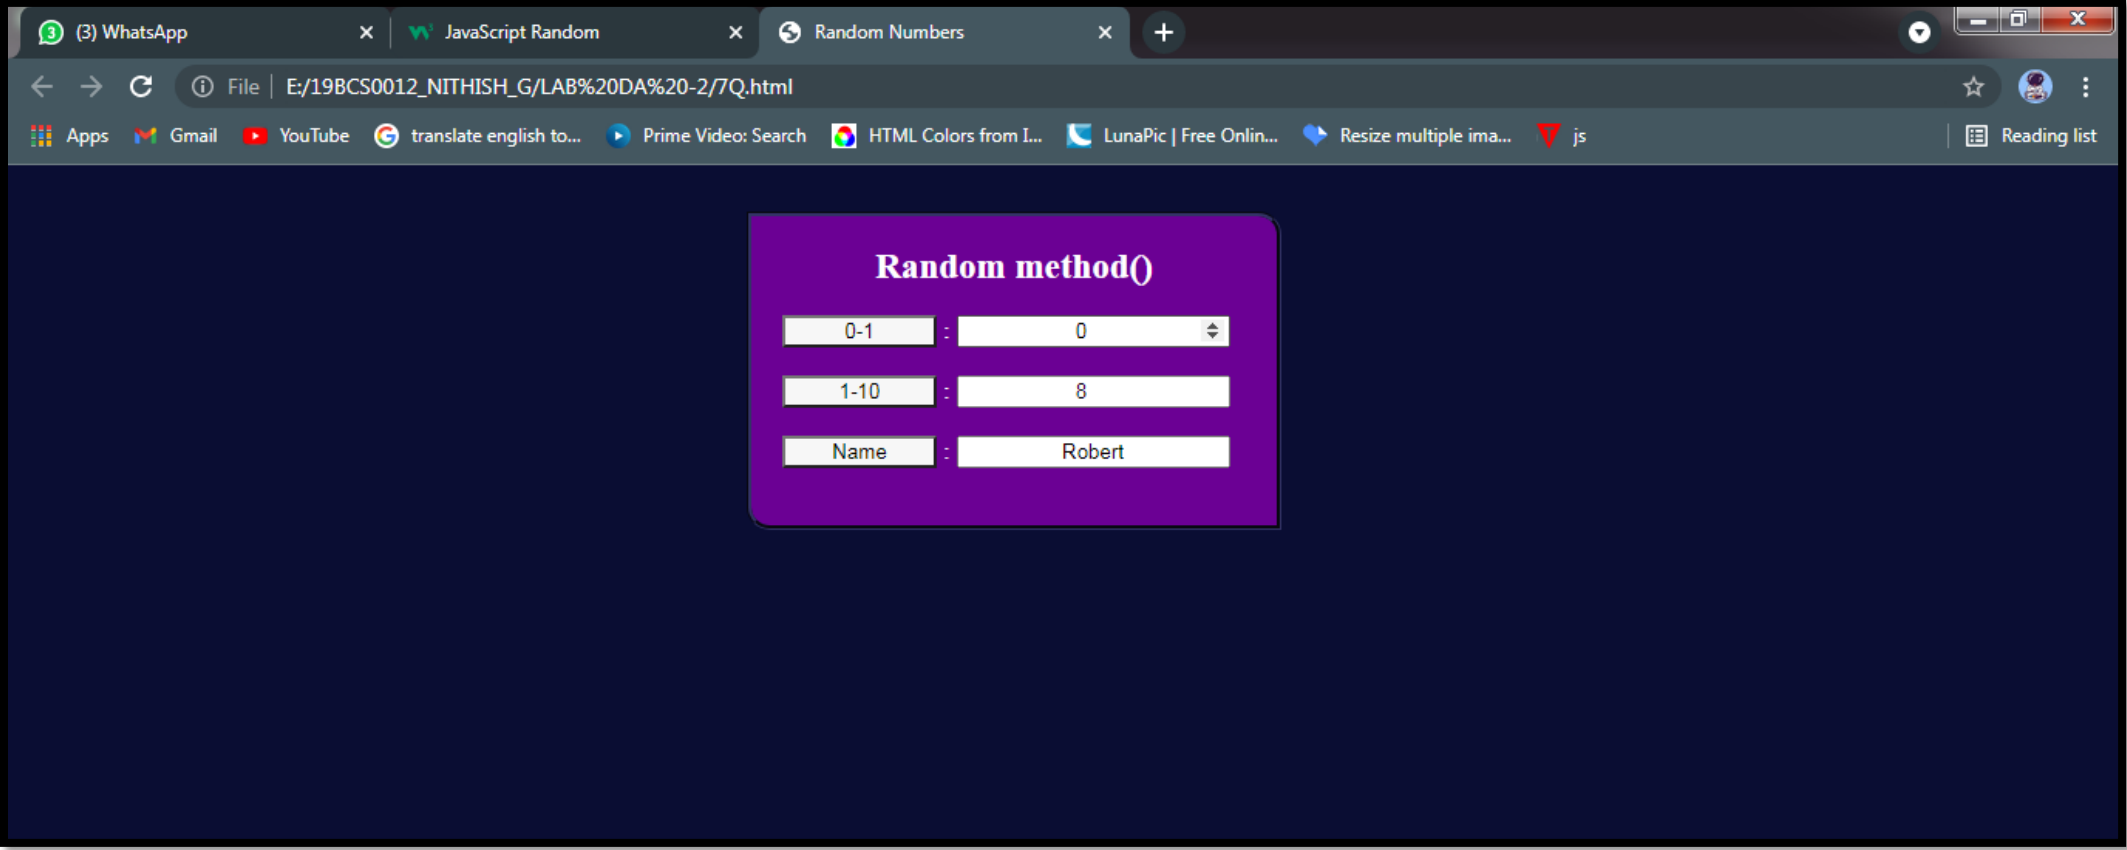 3 (3) WhatsApp JavaScript Random Random Numbers
File E:/19BCS0012_NITHISH_G/LAB%20DA%20-2/7Q.html
Apps Gmail YouTube translate english to... Prime Video: Search HTML Colors from I... LunaPic | Free Onlin... Resize multiple ima... js Reading list
Random method()
0-1 : 0
1-10 : 8
Name : Robert